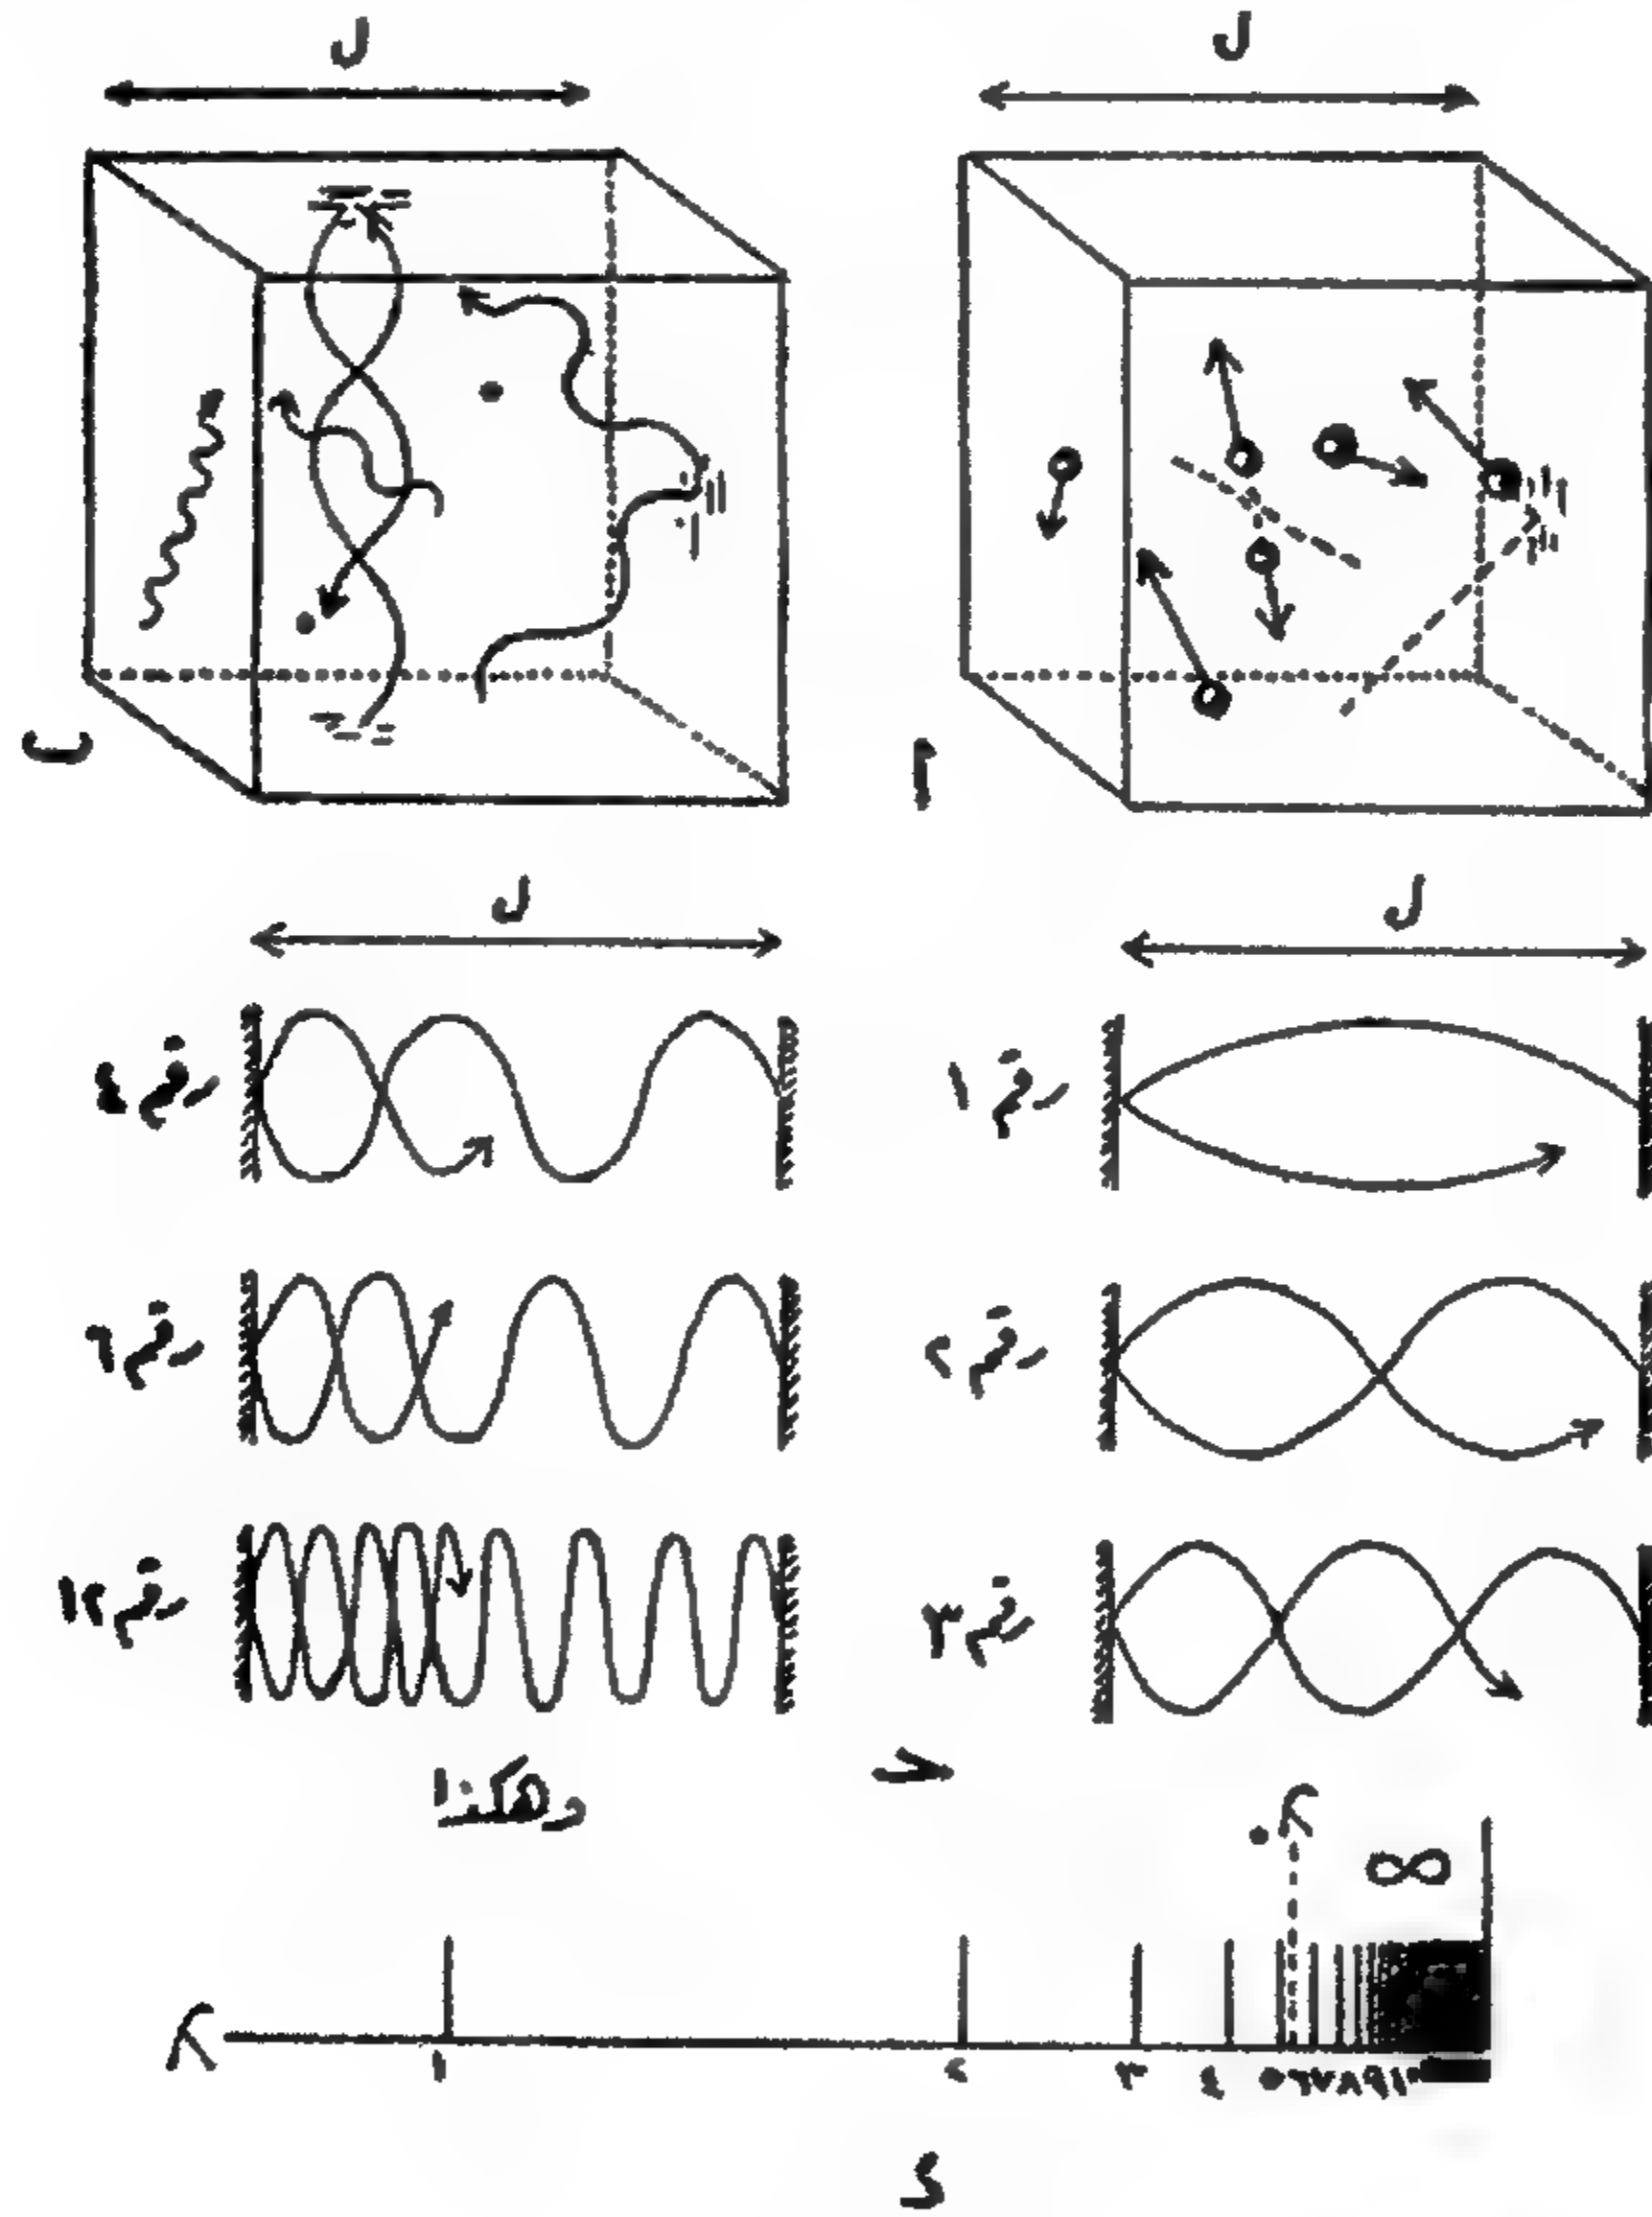 ل ل
ا ب
ل ل
رقم ١ رقم ٤
رقم ٢ رقم ٦
رقم ٣ رقم ١٢
وهكذا
ح
λ٠ ∞
λ ١ ٢ ٣ ٤ ٥ ٦ ٧ ٨ ٩ ١٠
د